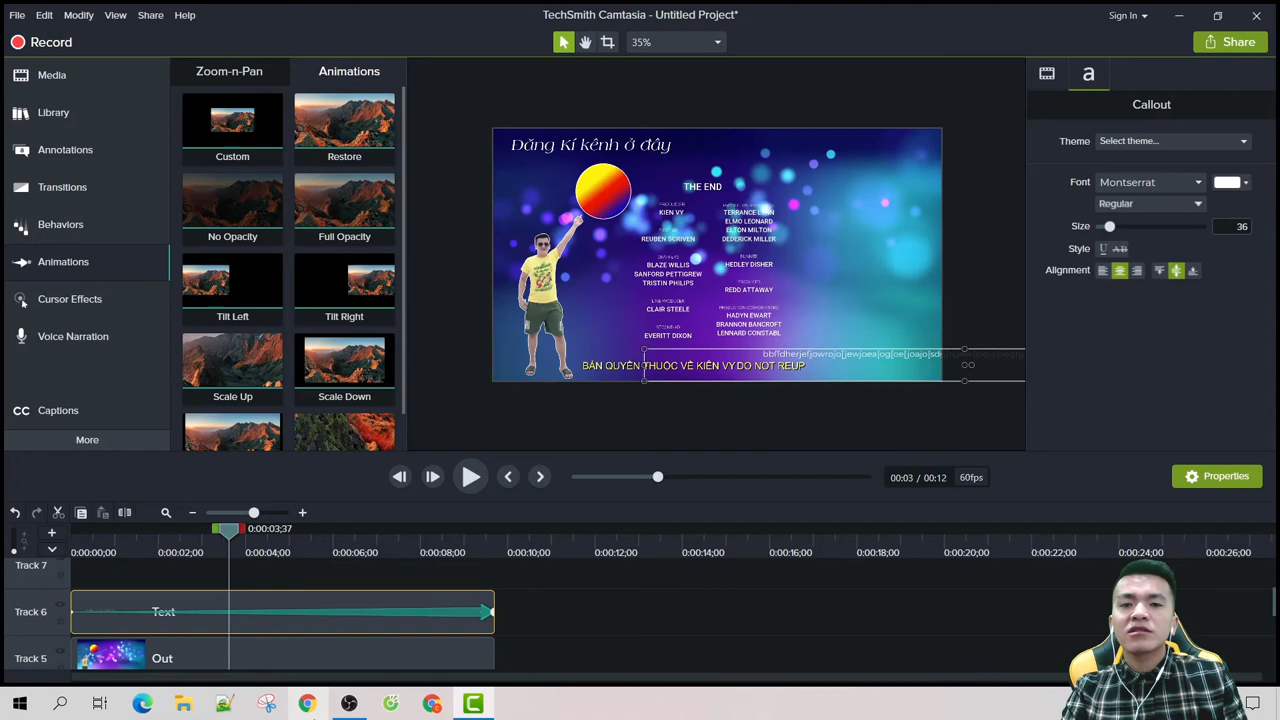 File Edit Modify View Share Help
TechSmith Camtasia - Untitled Project*
Sign In
Record
35%
Share
Media
Library
Annotations
Transitions
Behaviors
Animations
Cursor Effects
Voice Narration
CC Captions
More
Zoom-n-Pan
Animations
Custom
Restore
No Opacity
Full Opacity
Tilt Left
Tilt Right
Scale Up
Scale Down
Đăng Kí kênh ở đây
THE END
KIEN VY
REUBEN SCRIVEN
BLAZE WILLIS
SANFORD PETTIGREW
TRISTIN PHILIPS
CLAIR STEELE
EVERITT DIXON
TERRANCE LYNN
ELMO LEONARD
ELTON MILTON
DEDERICK MILLER
HEDLEY DISHER
REDD ATTAWAY
HADYN EWART
BRANNON BANCROFT
LENNARD CONSTABL
BẢN QUYỀN THUỘC VỀ KIÊN VY DO NOT REUP
a
Callout
Theme
Select theme...
Font
Montserrat
Regular
Size
36
Style
U AB
Alignment
00:03 / 00:12
60fps
Properties
0:00:03;37
0:00:00;00
0:00:02;00
0:00:04;00
0:00:06;00
0:00:08;00
0:00:10;00
0:00:12;00
0:00:14;00
0:00:16;00
0:00:18;00
0:00:20;00
0:00:22;00
0:00:24;00
0:00:26;00
Track 7
Track 6
Text
Track 5
Out